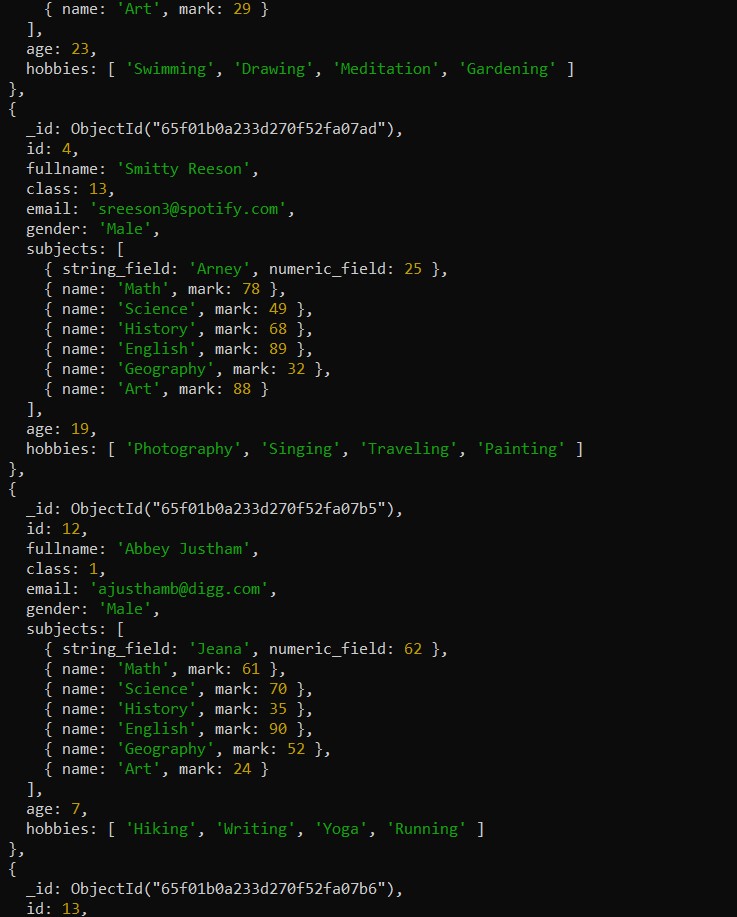 { name: 'Art', mark: 29 }
],
age: 23,
hobbies: [ 'Swimming', 'Drawing', 'Meditation', 'Gardening' ]
},
{
_id: ObjectId("65f01b0a233d270f52fa07ad"),
id: 4,
fullname: 'Smitty Reeson',
class: 13,
email: 'sreeson3@spotify.com',
gender: 'Male',
subjects: [
{ string_field: 'Arney', numeric_field: 25 },
{ name: 'Math', mark: 78 },
{ name: 'Science', mark: 49 },
{ name: 'History', mark: 68 },
{ name: 'English', mark: 89 },
{ name: 'Geography', mark: 32 },
{ name: 'Art', mark: 88 }
],
age: 19,
hobbies: [ 'Photography', 'Singing', 'Traveling', 'Painting' ]
},
{
_id: ObjectId("65f01b0a233d270f52fa07b5"),
id: 12,
fullname: 'Abbey Justham',
class: 1,
email: 'ajusthamb@digg.com',
gender: 'Male',
subjects: [
{ string_field: 'Jeana', numeric_field: 62 },
{ name: 'Math', mark: 61 },
{ name: 'Science', mark: 70 },
{ name: 'History', mark: 35 },
{ name: 'English', mark: 90 },
{ name: 'Geography', mark: 52 },
{ name: 'Art', mark: 24 }
],
age: 7,
hobbies: [ 'Hiking', 'Writing', 'Yoga', 'Running' ]
},
{
_id: ObjectId("65f01b0a233d270f52fa07b6"),
id: 13,